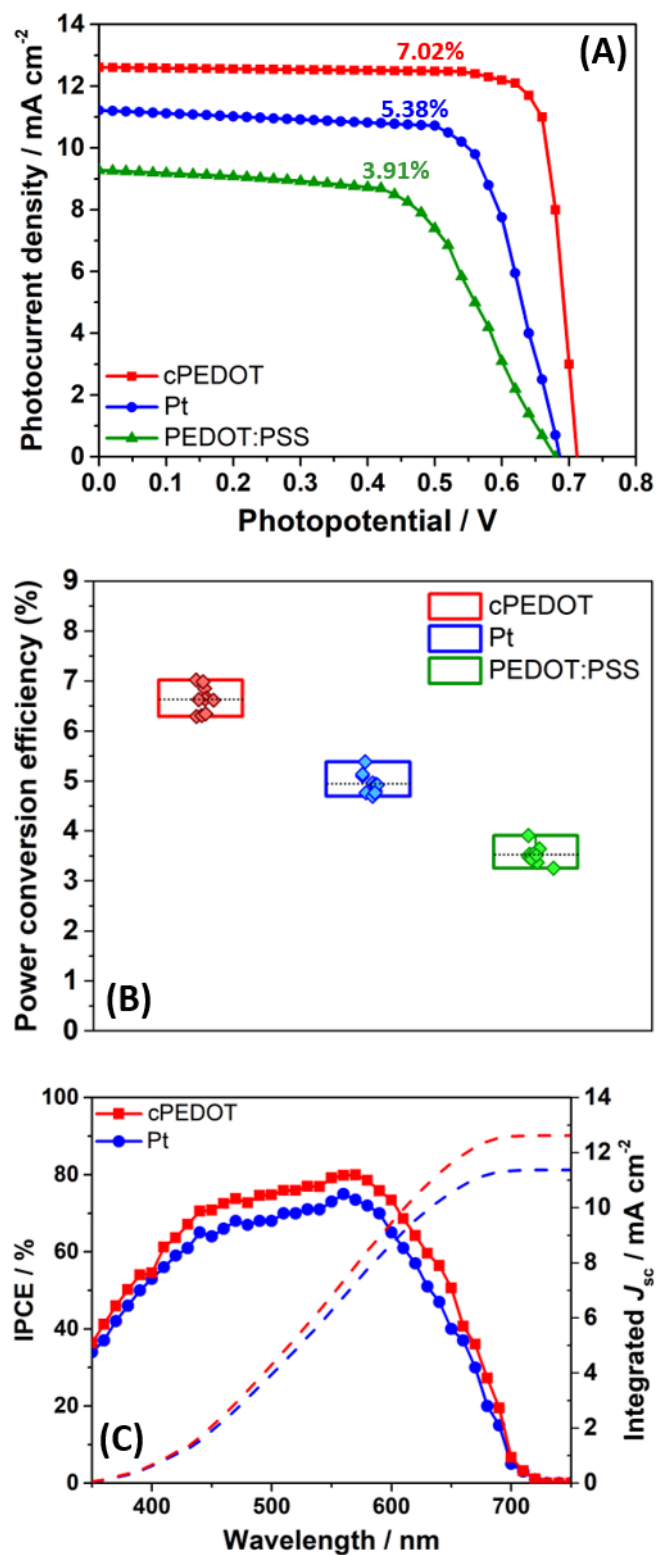 14
12
10
8
6
4
2
0
Photocurrent density / mA cm-2
(A)
7.02%
5.38%
3.91%
cPEDOT
Pt
PEDOT:PSS
0.0 0.1 0.2 0.3 0.4 0.5 0.6 0.7 0.8
Photopotential / V
9
8
7
6
5
4
3
2
1
0
Power conversion efficiency (%)
cPEDOT
Pt
PEDOT:PSS
(B)
100
80
60
40
20
0
IPCE / %
cPEDOT
Pt
(C)
14
12
10
8
6
4
2
0
Integrated Jsc / mA cm-2
400 500 600 700
Wavelength / nm